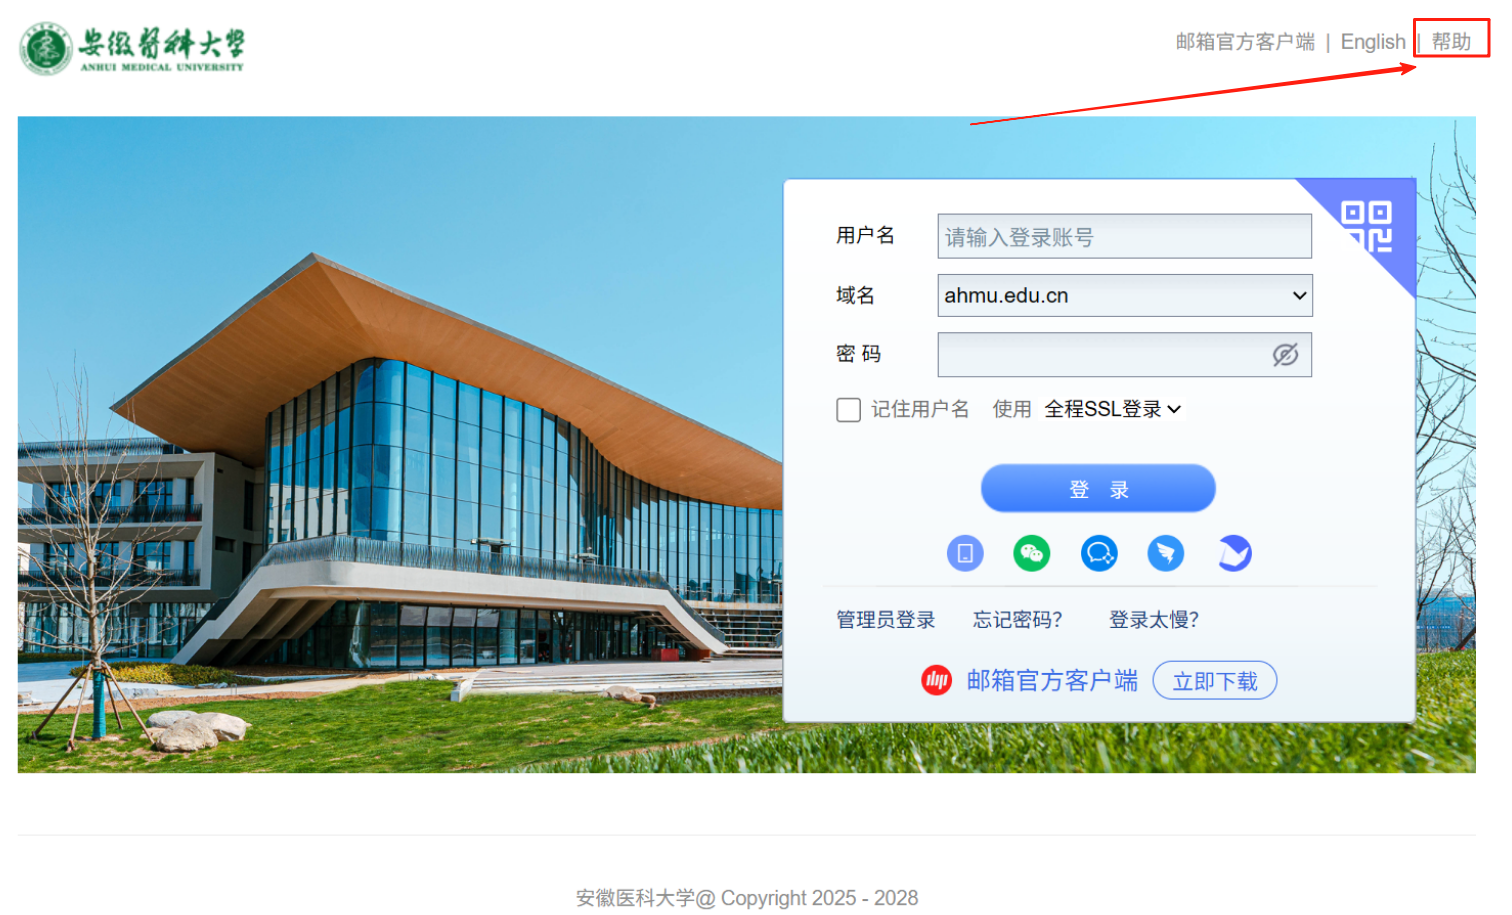 安徽医科大学
ANHUI MEDICAL UNIVERSITY
邮箱官方客户端 | English | 帮助
用户名 请输入登录账号
域名 ahmu.edu.cn
密 码
记住用户名 使用 全程SSL登录
登 录
管理员登录 忘记密码? 登录太慢?
邮箱官方客户端 立即下载
安徽医科大学@ Copyright 2025 - 2028